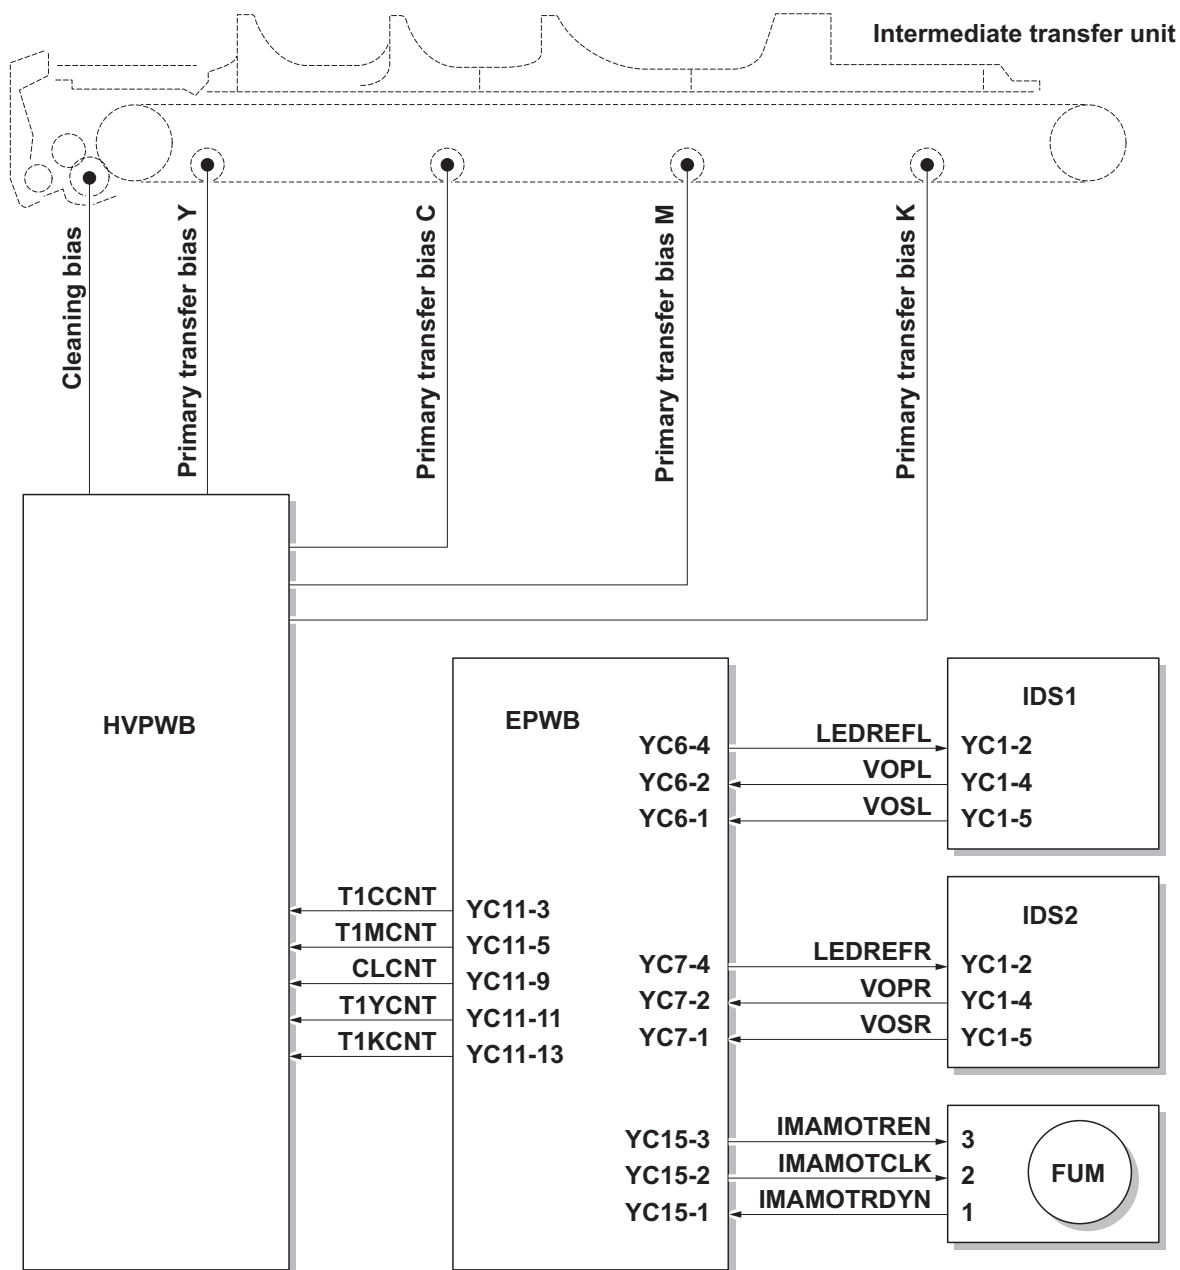 Intermediate transfer unit
Cleaning bias
Primary transfer bias Y
Primary transfer bias C
Primary transfer bias M
Primary transfer bias K
HVPWB
EPWB
IDS1
YC6-4 LEDREFL YC1-2
YC6-2 VOPL YC1-4
YC6-1 VOSL YC1-5
T1CCNT YC11-3
T1MCNT YC11-5
CLCNT YC11-9
T1YCNT YC11-11
T1KCNT YC11-13
IDS2
YC7-4 LEDREFR YC1-2
YC7-2 VOPR YC1-4
YC7-1 VOSR YC1-5
YC15-3 IMAMOTREN 3
YC15-2 IMAMOTCLK 2
YC15-1 IMAMOTRDYN 1
FUM